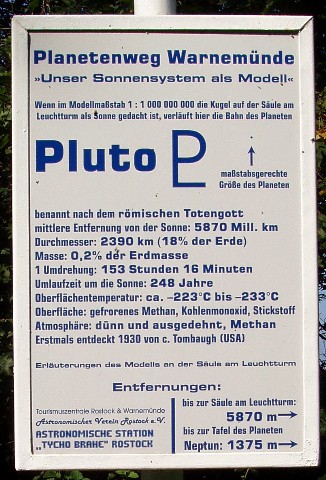 Planetenweg Warnemünde
»Unser Sonnensystem als Modell«
Wenn im Modellmaßstab 1 : 1 000 000 000 die Kugel auf der Säule am
Leuchtturm als Sonne gedacht ist, verläuft hier die Bahn des Planeten
Pluto
maßstabsgerechte
Größe des Planeten
benannt nach dem römischen Totengott
mittlere Entfernung von der Sonne: 5870 Mill. km
Durchmesser: 2390 km (18% der Erde)
Masse: 0,2% der Erdmasse
1 Umdrehung: 153 Stunden 16 Minuten
Umlaufzeit um die Sonne: 248 Jahre
Oberflächentemperatur: ca. –223°C bis –233°C
Oberfläche: gefrorenes Methan, Kohlenmonoxid, Stickstoff
Atmosphäre: dünn und ausgedehnt, Methan
Erstmals entdeckt 1930 von c. Tombaugh (USA)
Erläuterungen des Modells an der Säule am Leuchtturm
Entfernungen:
Tourismuszentrale Rostock & Warnemünde
Astronomischer Verein Rostock e.V.
ASTRONOMISCHE STATION
„TYCHO BRAHE" ROSTOCK
bis zur Säule am Leuchtturm:
5870 m→
bis zur Tafel des Planeten
Neptun: 1375 m→